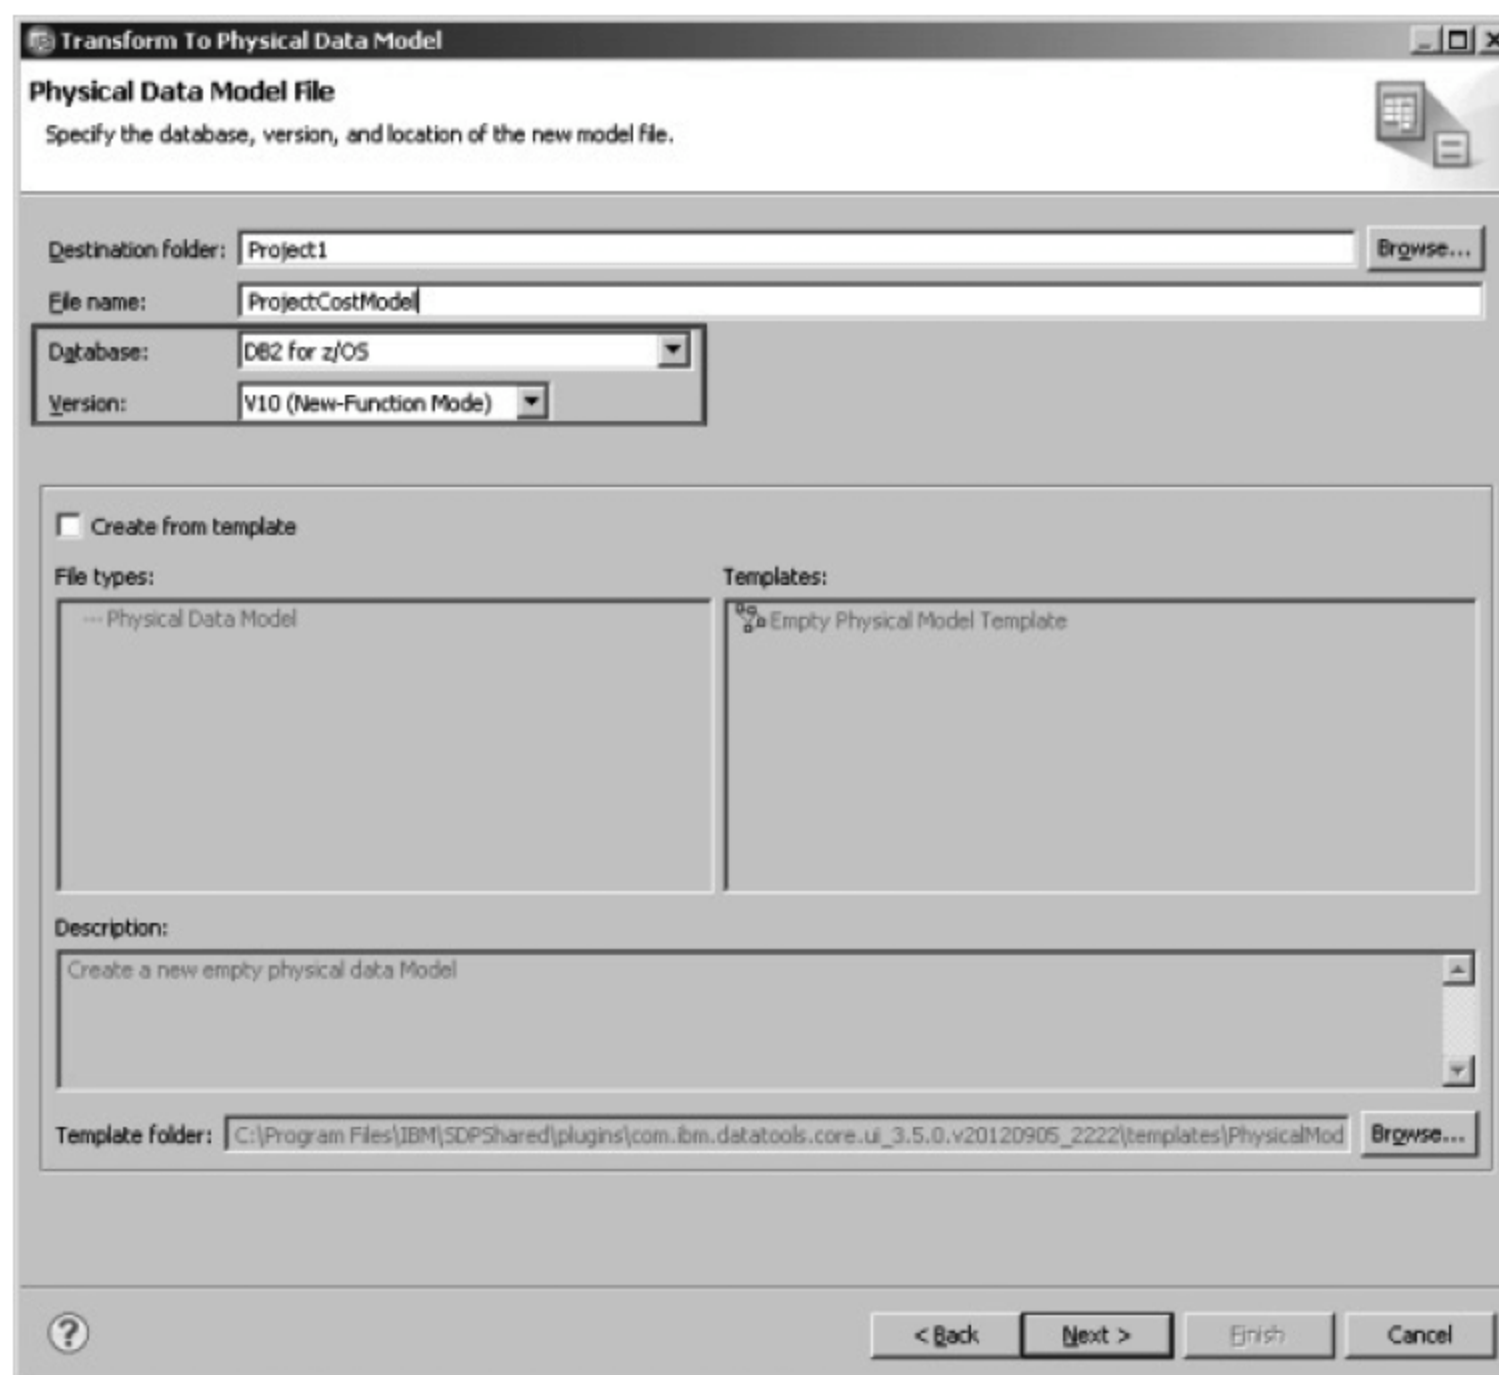 Transform To Physical Data Model
Physical Data Model File
Specify the database, version, and location of the new model file.
Destination folder: Project1 Browse...
File name: ProjectCostModel
Database: DB2 for z/OS
Version: V10 (New-Function Mode)
Create from template
File types: Templates:
Physical Data Model Empty Physical Model Template
Description:
Create a new empty physical data Model
Template folder: C:\Program Files\IBM\SDPShared\plugins\com.ibm.datatools.core.ui_3.5.0.v20120905_2222\templates\PhysicalMod Browse...
? < Back Next > Finish Cancel